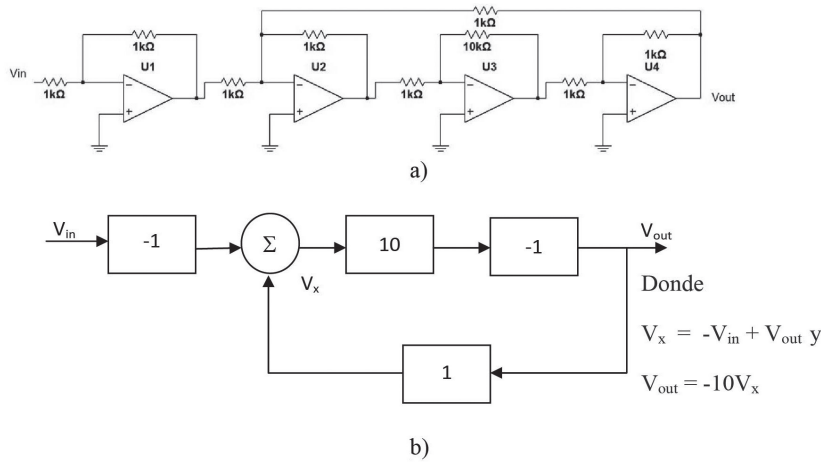 1kΩ
1kΩ 1kΩ 10kΩ 1kΩ
U1 U2 U3 U4
Vin
1kΩ 1kΩ 1kΩ 1kΩ
− − − −
+ + + +
Vout
a)
Vin -1 Σ 10 -1 Vout
Vx
Donde
Vx = -Vin + Vout y
1
Vout = -10Vx
b)